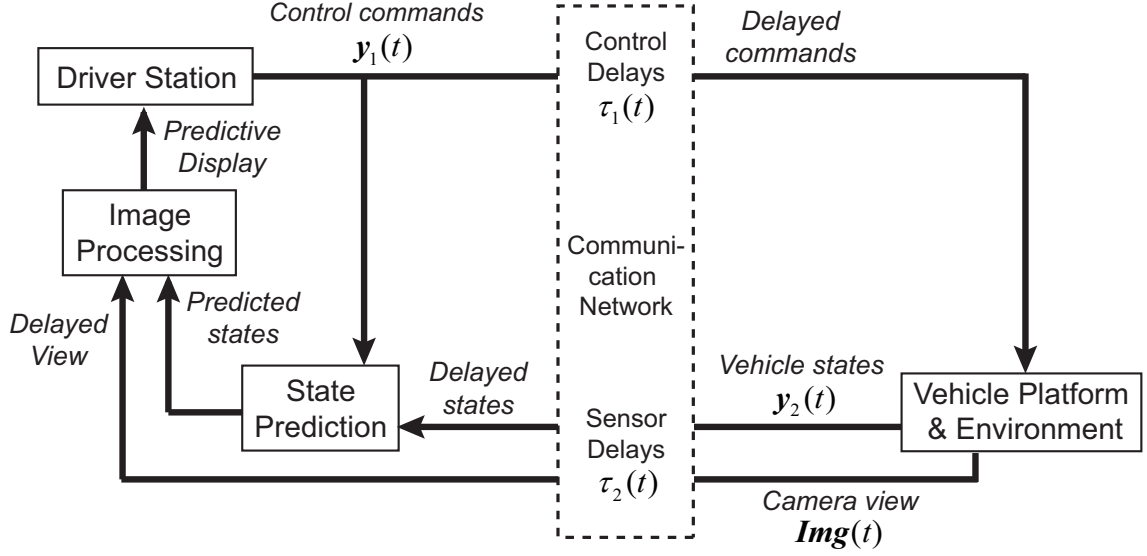 Control commands
y₁(t)
Driver Station
Control
Delays
τ₁(t)
Delayed
commands
Predictive
Display
Image
Processing
Communi-
cation
Network
Delayed
View
Predicted
states
State
Prediction
Delayed
states
Sensor
Delays
τ₂(t)
Vehicle states
y₂(t)
Vehicle Platform
& Environment
Camera view
Img(t)